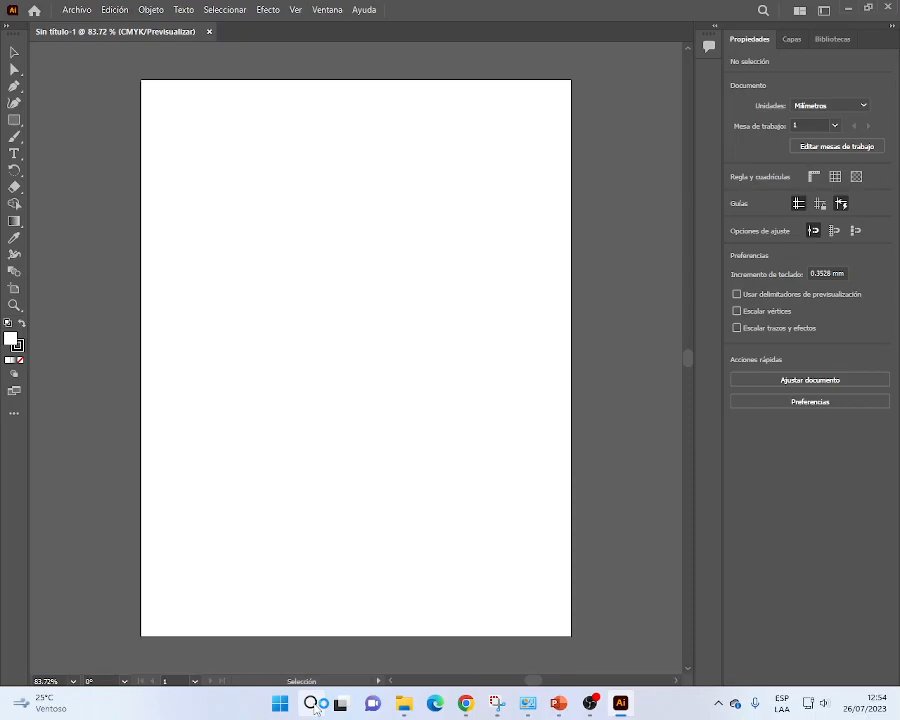 Ai Archivo Edición Objeto Texto Seleccionar Efecto Ver Ventana Ayuda
Sin título-1 @ 83.72 % (CMYK/Previsualizar) ×
Propiedades Capas Bibliotecas
No selección
Documento
Unidades: Milímetros
Mesa de trabajo: 1
Editar mesas de trabajo
Regla y cuadrículas
Guías
Opciones de ajuste
Preferencias
Incremento de teclado: 0.3528 mm
Usar delimitadores de previsualización
Escalar vértices
Escalar trazos y efectos
Acciones rápidas
Ajustar documento
Preferencias
83.72% 0° 1 Selección
25°C
Ventoso
Ai
ESP
LAA
12:54
26/07/2023